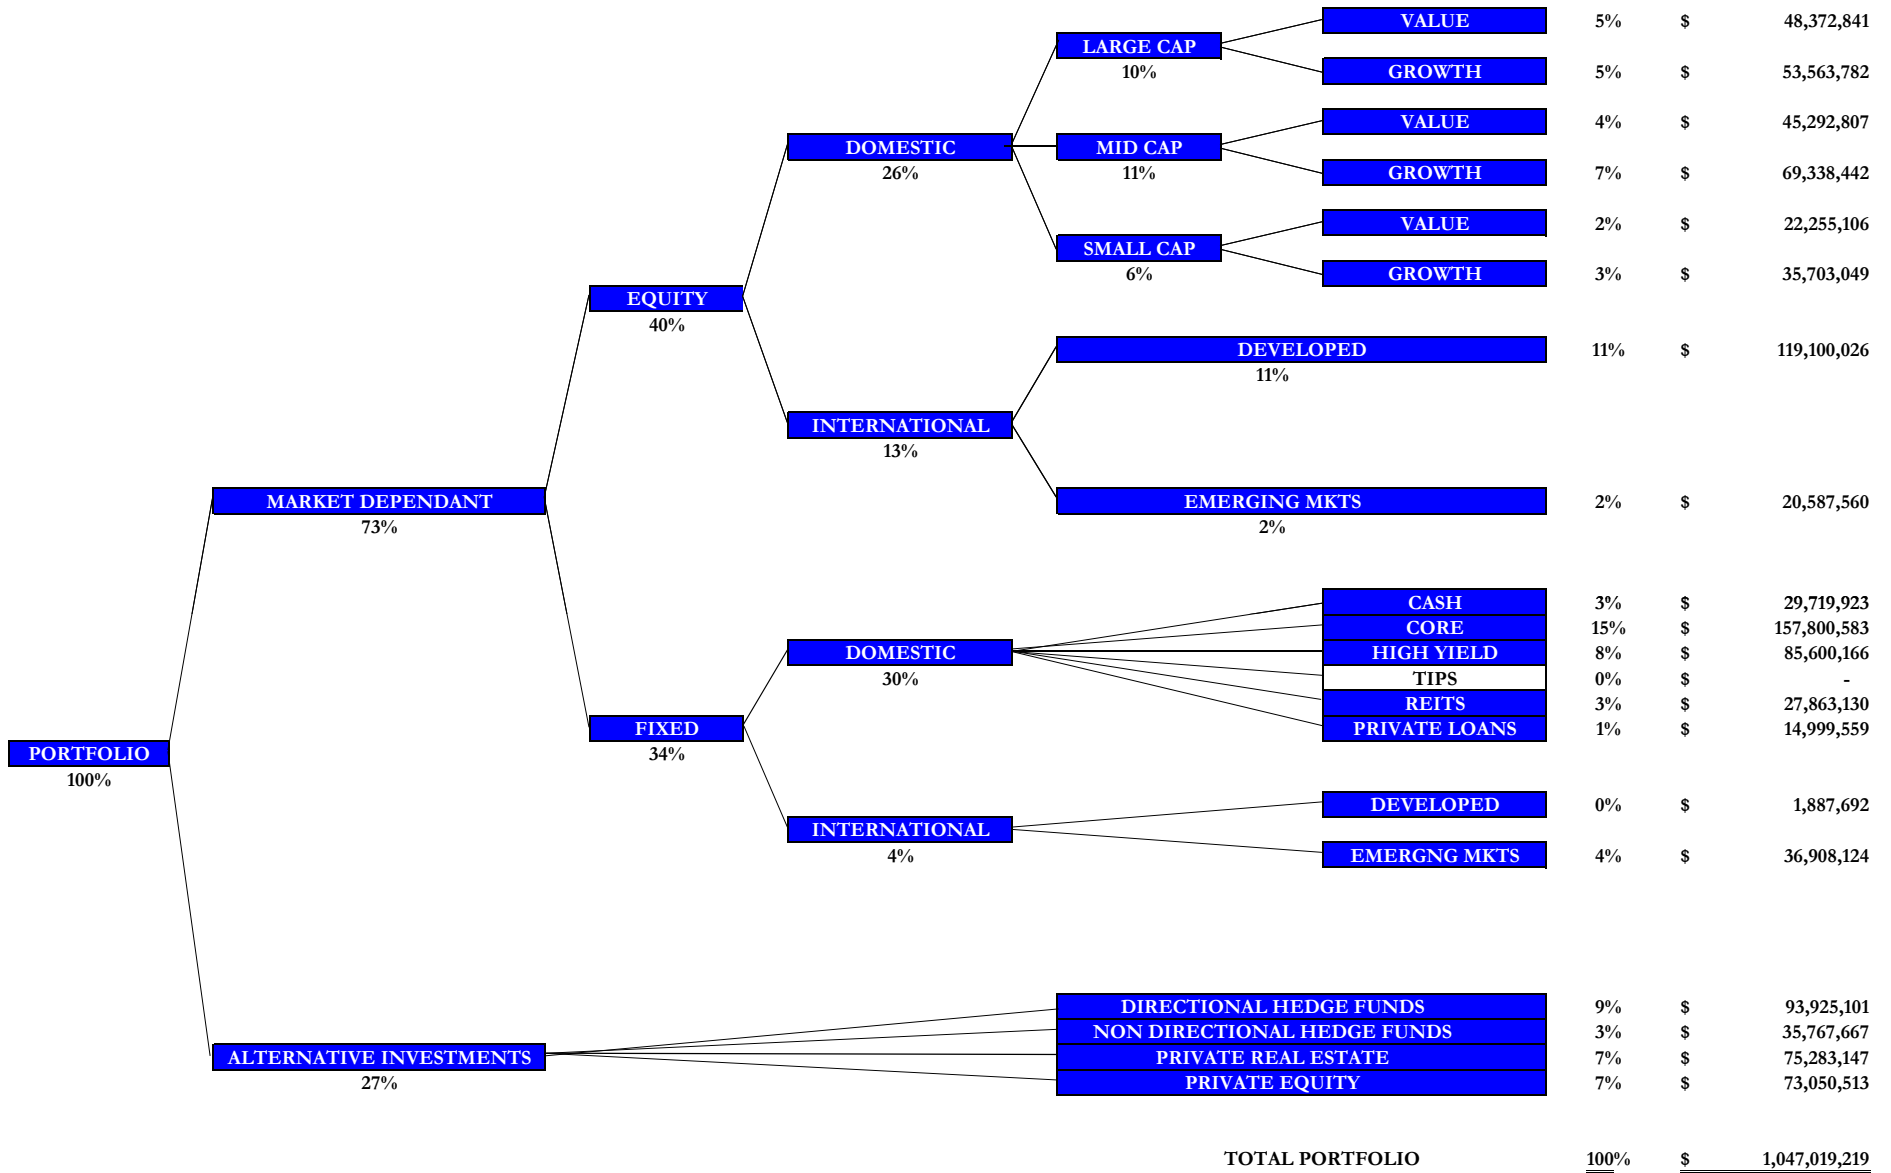 VALUE 5% $ 48,372,841
LARGE CAP
10%
GROWTH 5% $ 53,563,782
VALUE 4% $ 45,292,807
DOMESTIC MID CAP
26% 11% GROWTH 7% $ 69,338,442
VALUE 2% $ 22,255,106
SMALL CAP
6% GROWTH 3% $ 35,703,049
EQUITY
40%
DEVELOPED 11% $ 119,100,026
11%
INTERNATIONAL
13%
MARKET DEPENDANT EMERGING MKTS 2% $ 20,587,560
73% 2%
CASH 3% $ 29,719,923
CORE 15% $ 157,800,583
DOMESTIC HIGH YIELD 8% $ 85,600,166
30% TIPS 0% $ -
REITS 3% $ 27,863,130
FIXED PRIVATE LOANS 1% $ 14,999,559
PORTFOLIO 34%
100%
DEVELOPED 0% $ 1,887,692
INTERNATIONAL
4% EMERGNG MKTS 4% $ 36,908,124
DIRECTIONAL HEDGE FUNDS 9% $ 93,925,101
NON DIRECTIONAL HEDGE FUNDS 3% $ 35,767,667
ALTERNATIVE INVESTMENTS PRIVATE REAL ESTATE 7% $ 75,283,147
27% PRIVATE EQUITY 7% $ 73,050,513
TOTAL PORTFOLIO 100% $ 1,047,019,219